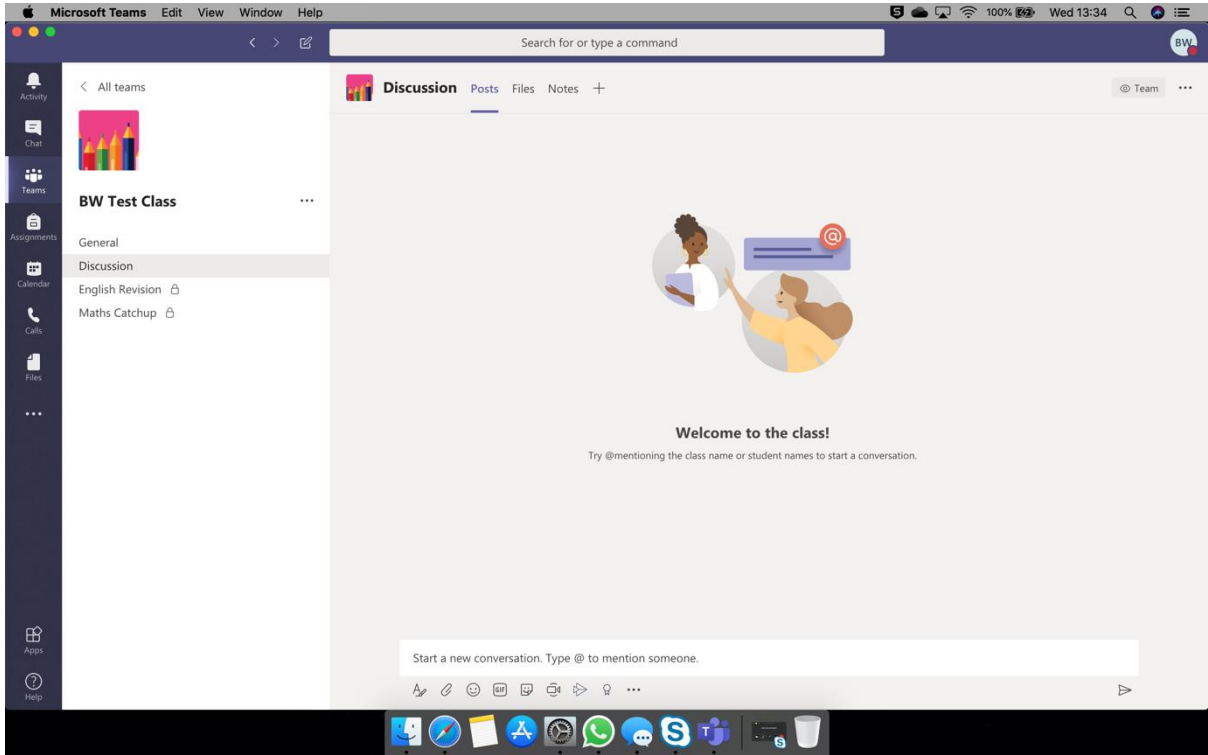 Microsoft Teams Edit View Window Help 100% Wed 13:34
Search for or type a command BW
Activity
Chat
Teams
Assignments
Calendar
Calls
Files
Apps
Help
All teams
BW Test Class
General
Discussion
English Revision
Maths Catchup
Discussion Posts Files Notes Team
@
Welcome to the class!
Try @mentioning the class name or student names to start a conversation.
Start a new conversation. Type @ to mention someone.
GIF